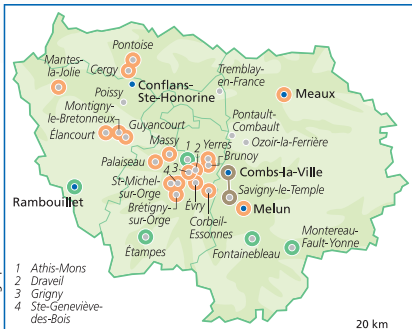 Pontoise
Mantes-
la-Jolie
Cergy
Conflans-
Ste-Honorine
Tremblay-
en-France
Poissy
Meaux
Montigny-
le-Bretonneux
Pontault-
Combault
Guyancourt
Élancourt
Massy
1 2
Yerres
Ozoir-la-Ferrière
Palaiseau
3
4
Brunoy
Combs-la-Ville
St-Michel-
sur-Orge
Savigny-le-Temple
Rambouillet
Évry
Melun
Brétigny-
sur-Orge
Corbeil-
Essonnes
Montereau-
Fault-Yonne
Étampes
Fontainebleau
1 Athis-Mons
2 Draveil
3 Grigny
4 Ste-Geneviève-
des-Bois
20 km